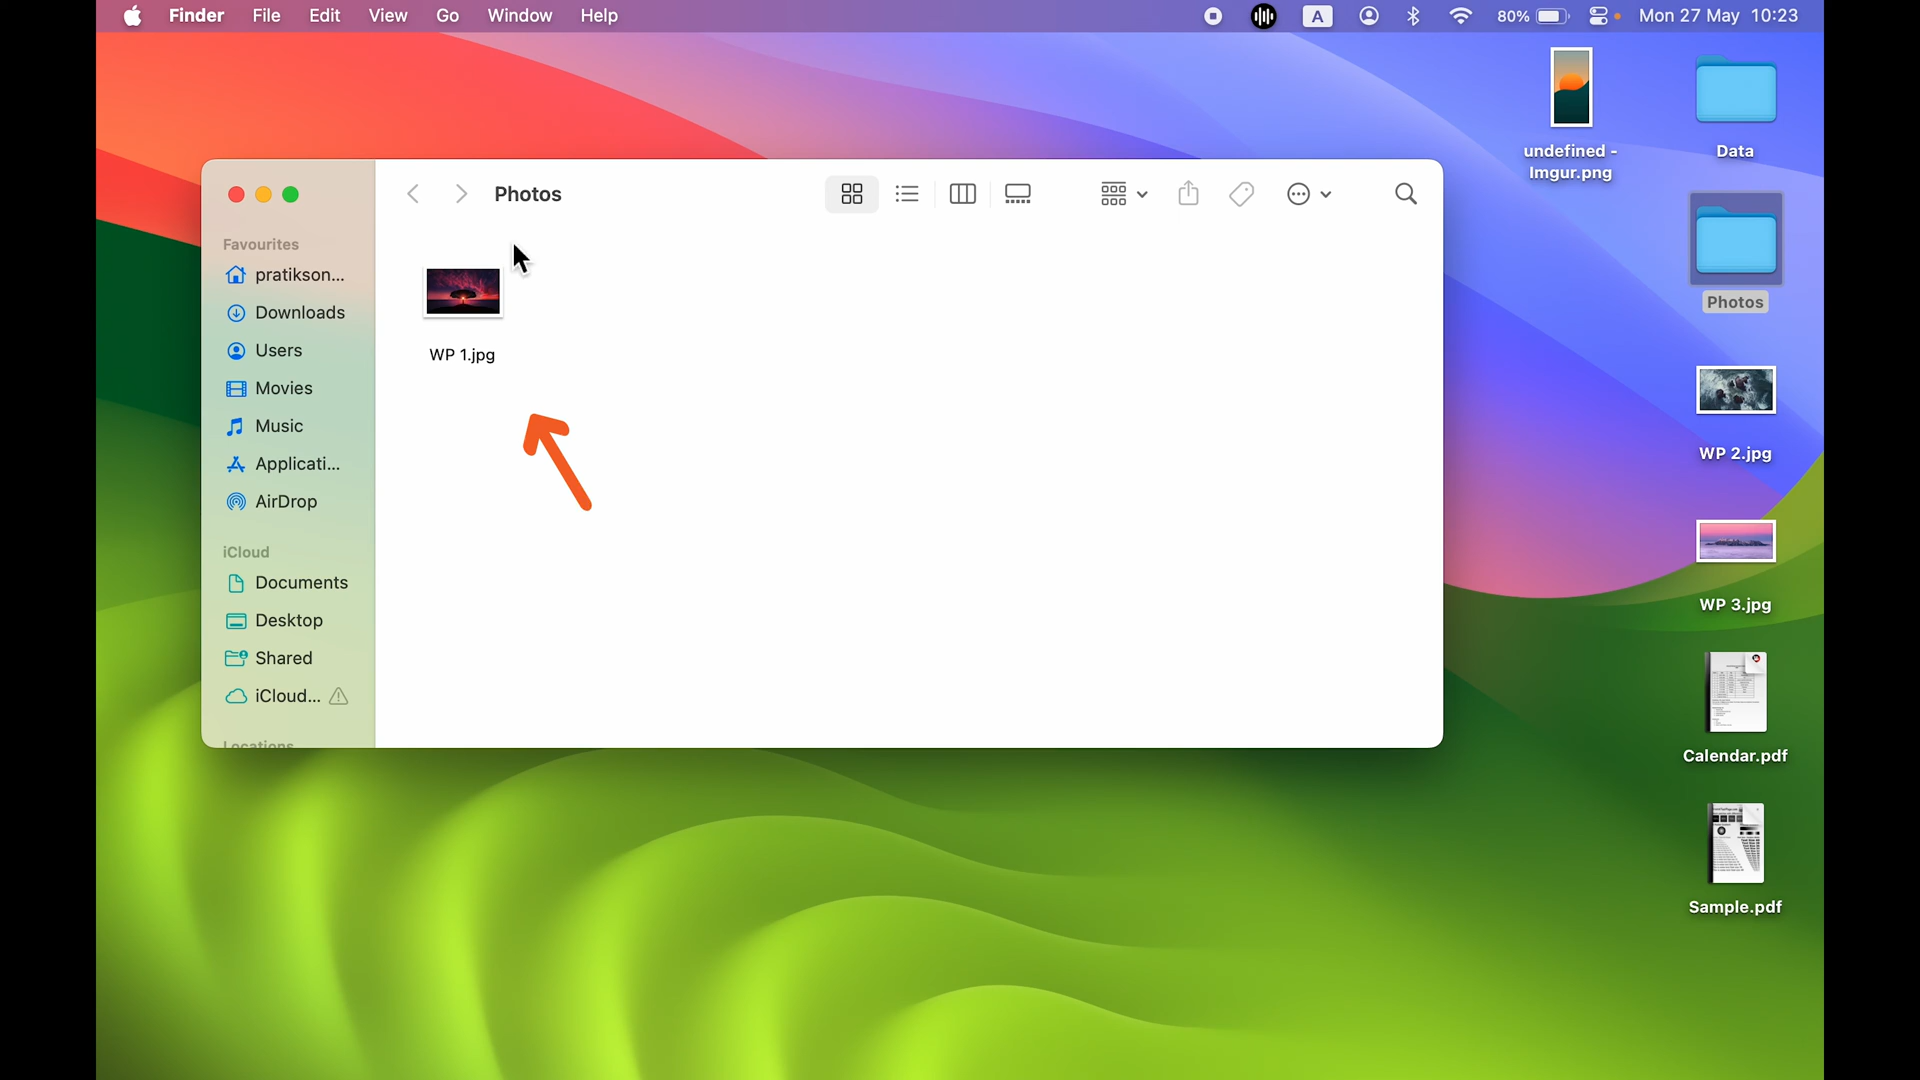 Finder File Edit View Go Window Help A 80% Mon 27 May 10:23
Photos
Favourites
pratikson...
Downloads
Users
Movies
Music
Applicati...
AirDrop
iCloud
Documents
Desktop
Shared
iCloud...
Locations
WP 1.jpg
undefined -
Imgur.png
Data
Photos
WP 2.jpg
WP 3.jpg
Calendar.pdf
Sample.pdf